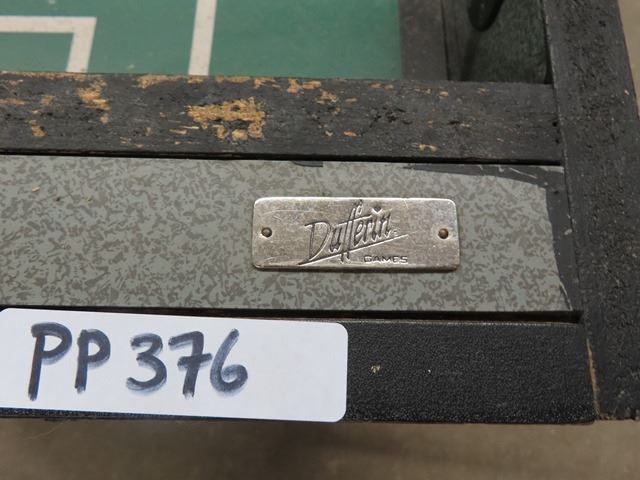 Dufferin
GAMES
PP 376